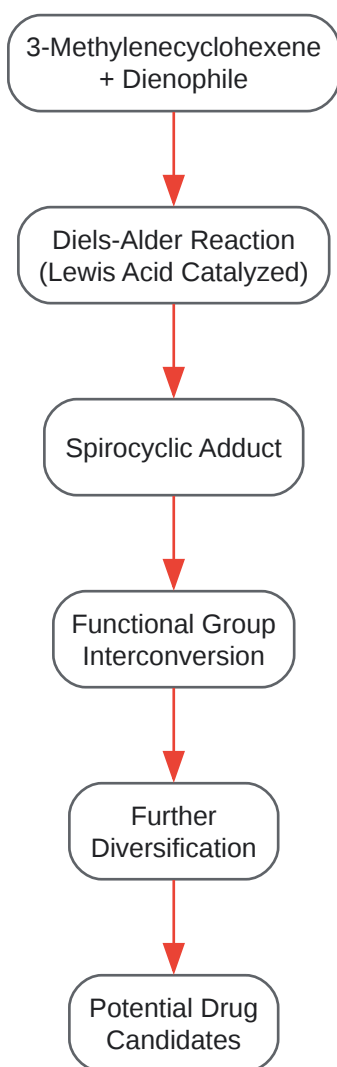 3-Methylenecyclohexene
+ Dienophile
Diels-Alder Reaction
(Lewis Acid Catalyzed)
Spirocyclic Adduct
Functional Group
Interconversion
Further
Diversification
Potential Drug
Candidates